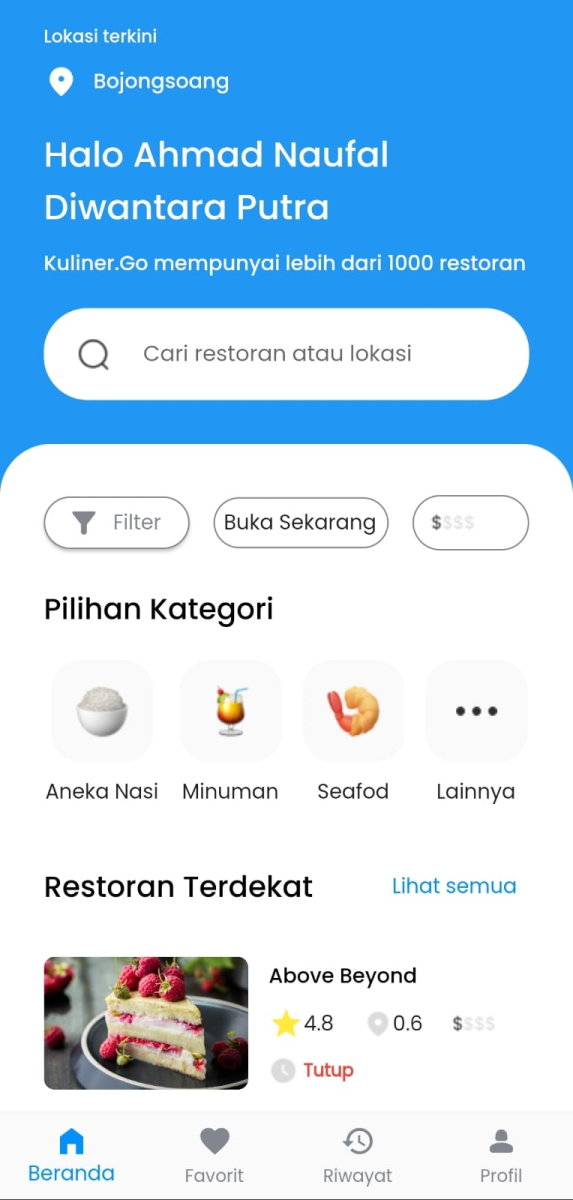 Lokasi terkini
Bojongsoang
Halo Ahmad Naufal
Diwantara Putra
Kuliner.Go mempunyai lebih dari 1000 restoran
Cari restoran atau lokasi
Filter
Buka Sekarang
$$$$
Pilihan Kategori
Aneka Nasi
Minuman
Seafod
Lainnya
Restoran Terdekat
Lihat semua
Above Beyond
4.8
0.6
$$$$
Tutup
Beranda
Favorit
Riwayat
Profil